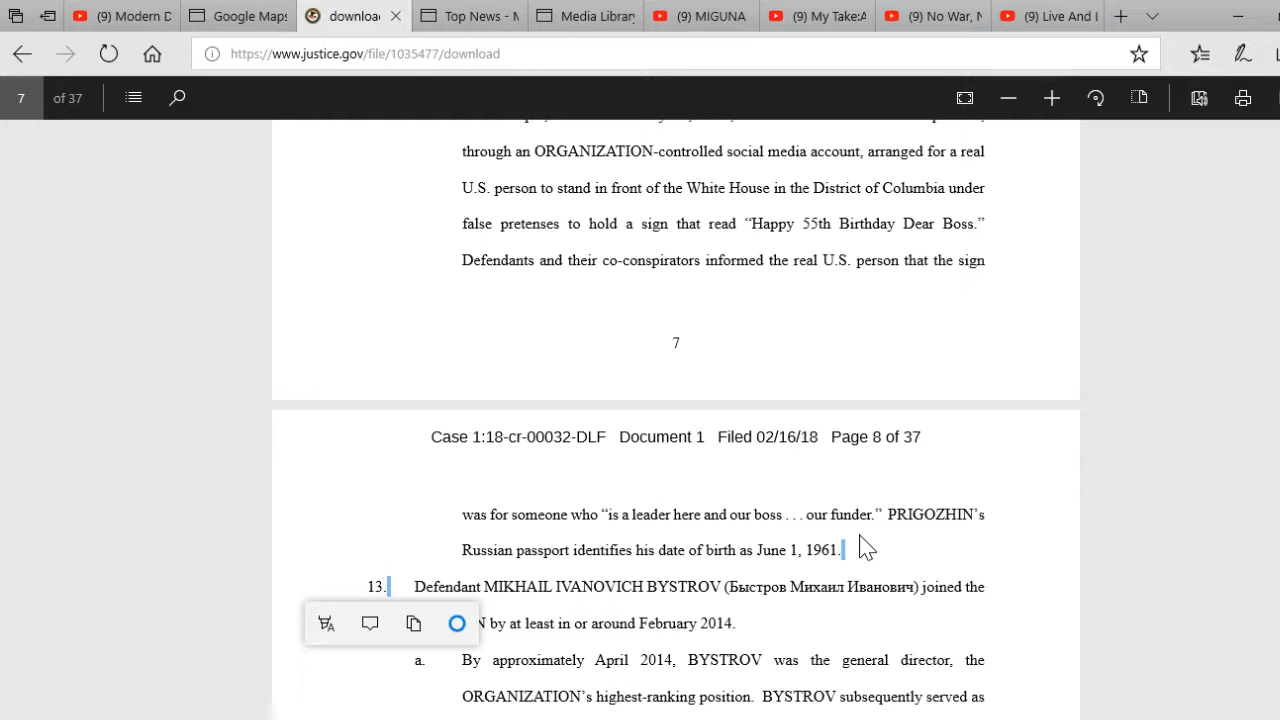 (9) Modern D
Google Maps
downloa
Top News - M
Media Library
(9) MIGUNA
(9) My Take:A
(9) No War, N
(9) Live And L
https://www.justice.gov/file/1035477/download
7 of 37
through an ORGANIZATION-controlled social media account, arranged for a real
U.S. person to stand in front of the White House in the District of Columbia under
false pretenses to hold a sign that read “Happy 55th Birthday Dear Boss.”
Defendants and their co-conspirators informed the real U.S. person that the sign
7
Case 1:18-cr-00032-DLF Document 1 Filed 02/16/18 Page 8 of 37
was for someone who “is a leader here and our boss . . . our funder.” PRIGOZHIN’s
Russian passport identifies his date of birth as June 1, 1961.
13. Defendant MIKHAIL IVANOVICH BYSTROV (Быстров Михаил Иванович) joined the
N by at least in or around February 2014.
a. By approximately April 2014, BYSTROV was the general director, the
ORGANIZATION’s highest-ranking position. BYSTROV subsequently served as